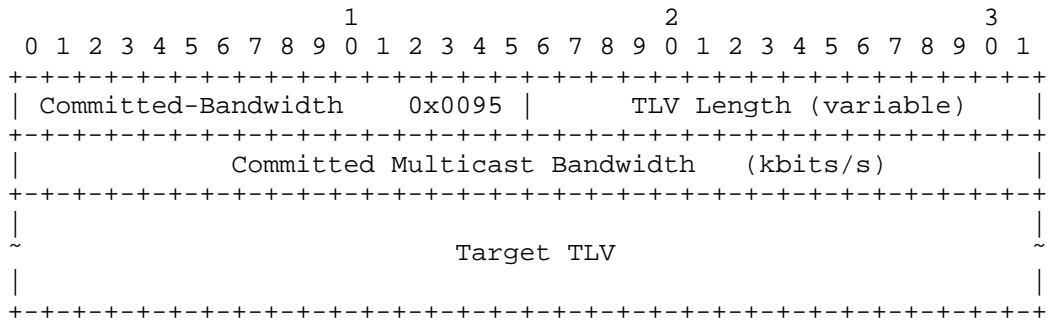 1                   2                   3
 0 1 2 3 4 5 6 7 8 9 0 1 2 3 4 5 6 7 8 9 0 1 2 3 4 5 6 7 8 9 0 1
+-+-+-+-+-+-+-+-+-+-+-+-+-+-+-+-+-+-+-+-+-+-+-+-+-+-+-+-+-+-+-+-+
| Committed-Bandwidth    0x0095 |      TLV Length (variable)    |
+-+-+-+-+-+-+-+-+-+-+-+-+-+-+-+-+-+-+-+-+-+-+-+-+-+-+-+-+-+-+-+-+
|             Committed Multicast Bandwidth   (kbits/s)         |
+-+-+-+-+-+-+-+-+-+-+-+-+-+-+-+-+-+-+-+-+-+-+-+-+-+-+-+-+-+-+-+-+
|                                                               |
~                           Target TLV                          ~
|                                                               |
+-+-+-+-+-+-+-+-+-+-+-+-+-+-+-+-+-+-+-+-+-+-+-+-+-+-+-+-+-+-+-+-+